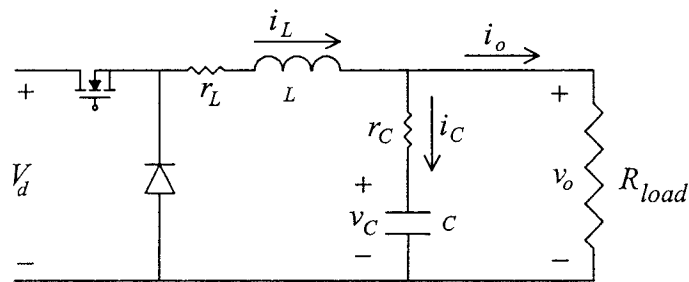 i_L
i_o
+
r_L
L
+
r_C
i_C
V_d
+
v_C
C
v_o
R_load
−
−
−